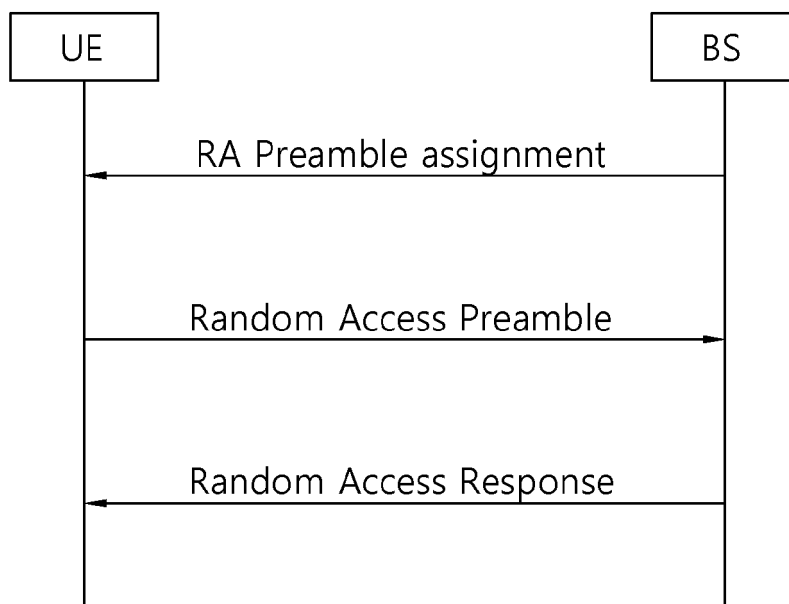 UE
BS
RA Preamble assignment
Random Access Preamble
Random Access Response